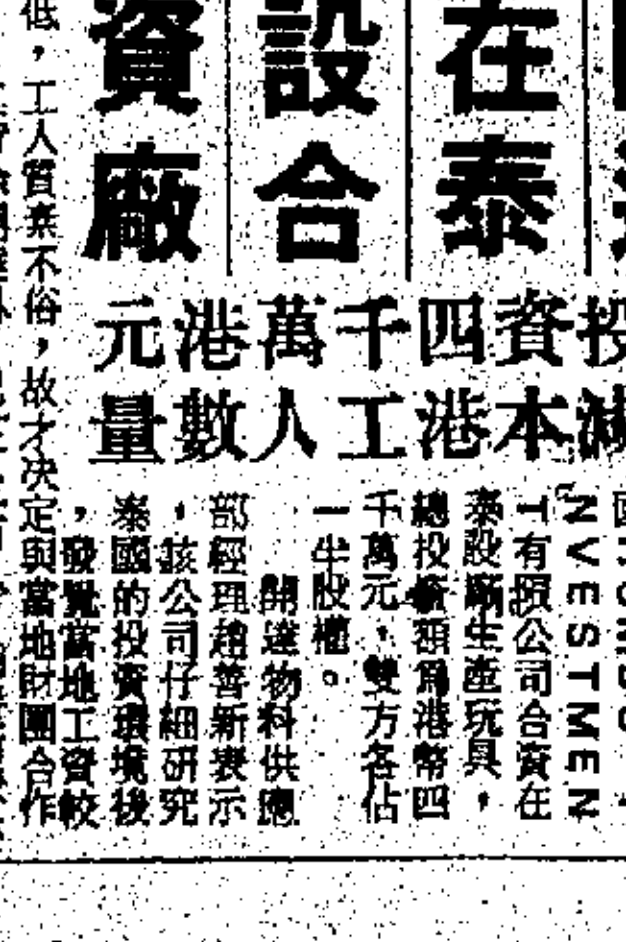 在泰
設合
資廠
資四千萬港元
本港工人數量
NVESTMEN
T有限公司合資在
泰設廠生產玩具，
總投資額為港幣四
千萬元，雙方各佔
一半股權。
開達物料供應
部經理趙善新表示
，該公司仔細研究
泰國的投資環境後
，發覺當地工資較
低，工人質素不俗，故才決定與當地財團合作